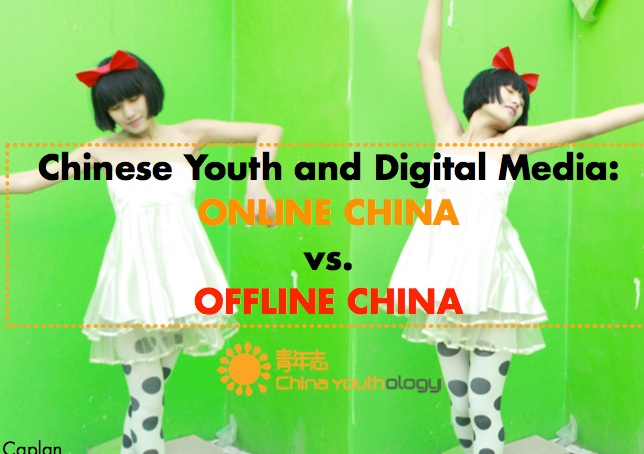 Chinese Youth and Digital Media:
ONLINE CHINA
vs.
OFFLINE CHINA
青年志
China youthology
Caplan